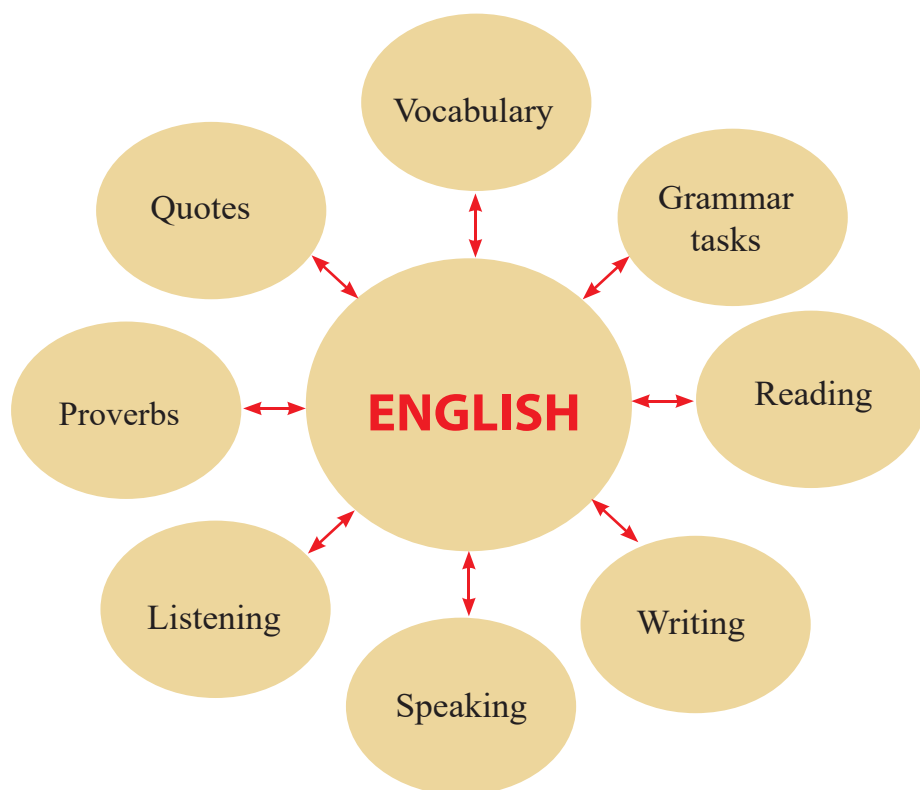 Vocabulary
Grammar
tasks
Quotes
Reading
ENGLISH
Proverbs
Writing
Listening
Speaking